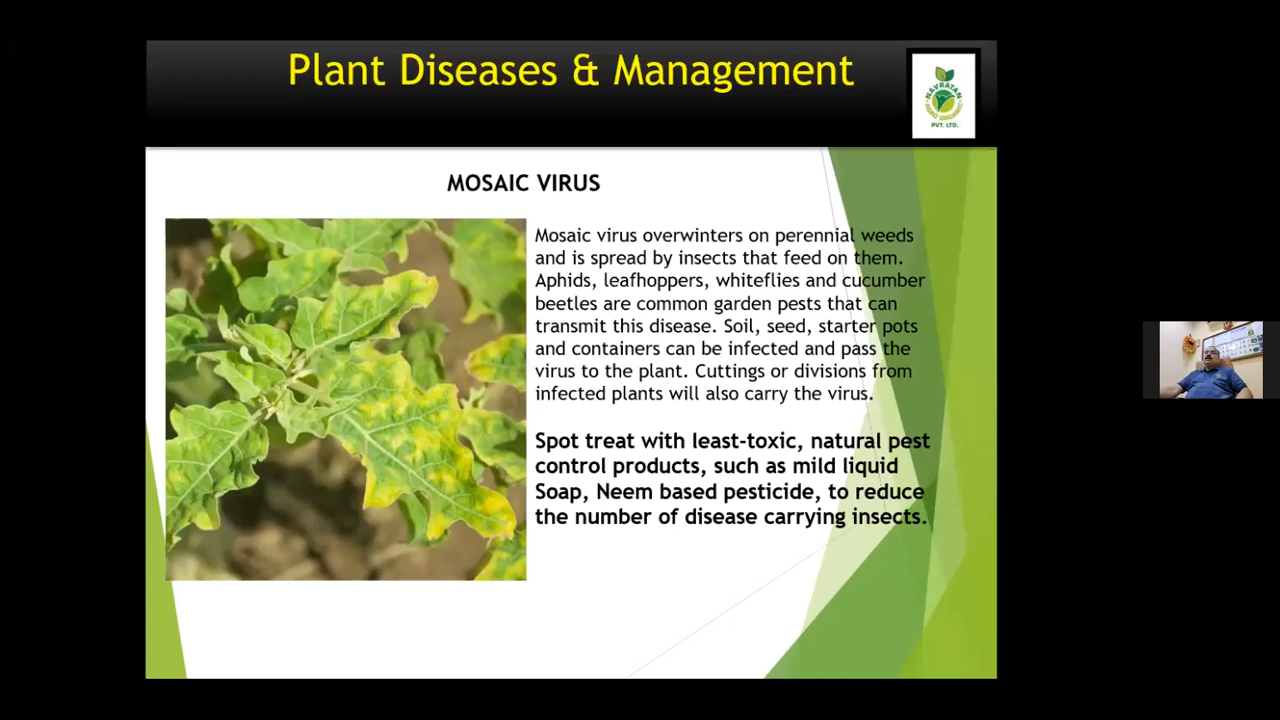 Plant Diseases & Management
NAVRATAN
PVT. LTD.
MOSAIC VIRUS
Mosaic virus overwinters on perennial weeds
and is spread by insects that feed on them.
Aphids, leafhoppers, whiteflies and cucumber
beetles are common garden pests that can
transmit this disease. Soil, seed, starter pots
and containers can be infected and pass the
virus to the plant. Cuttings or divisions from
infected plants will also carry the virus.
Spot treat with least-toxic, natural pest
control products, such as mild liquid
Soap, Neem based pesticide, to reduce
the number of disease carrying insects.